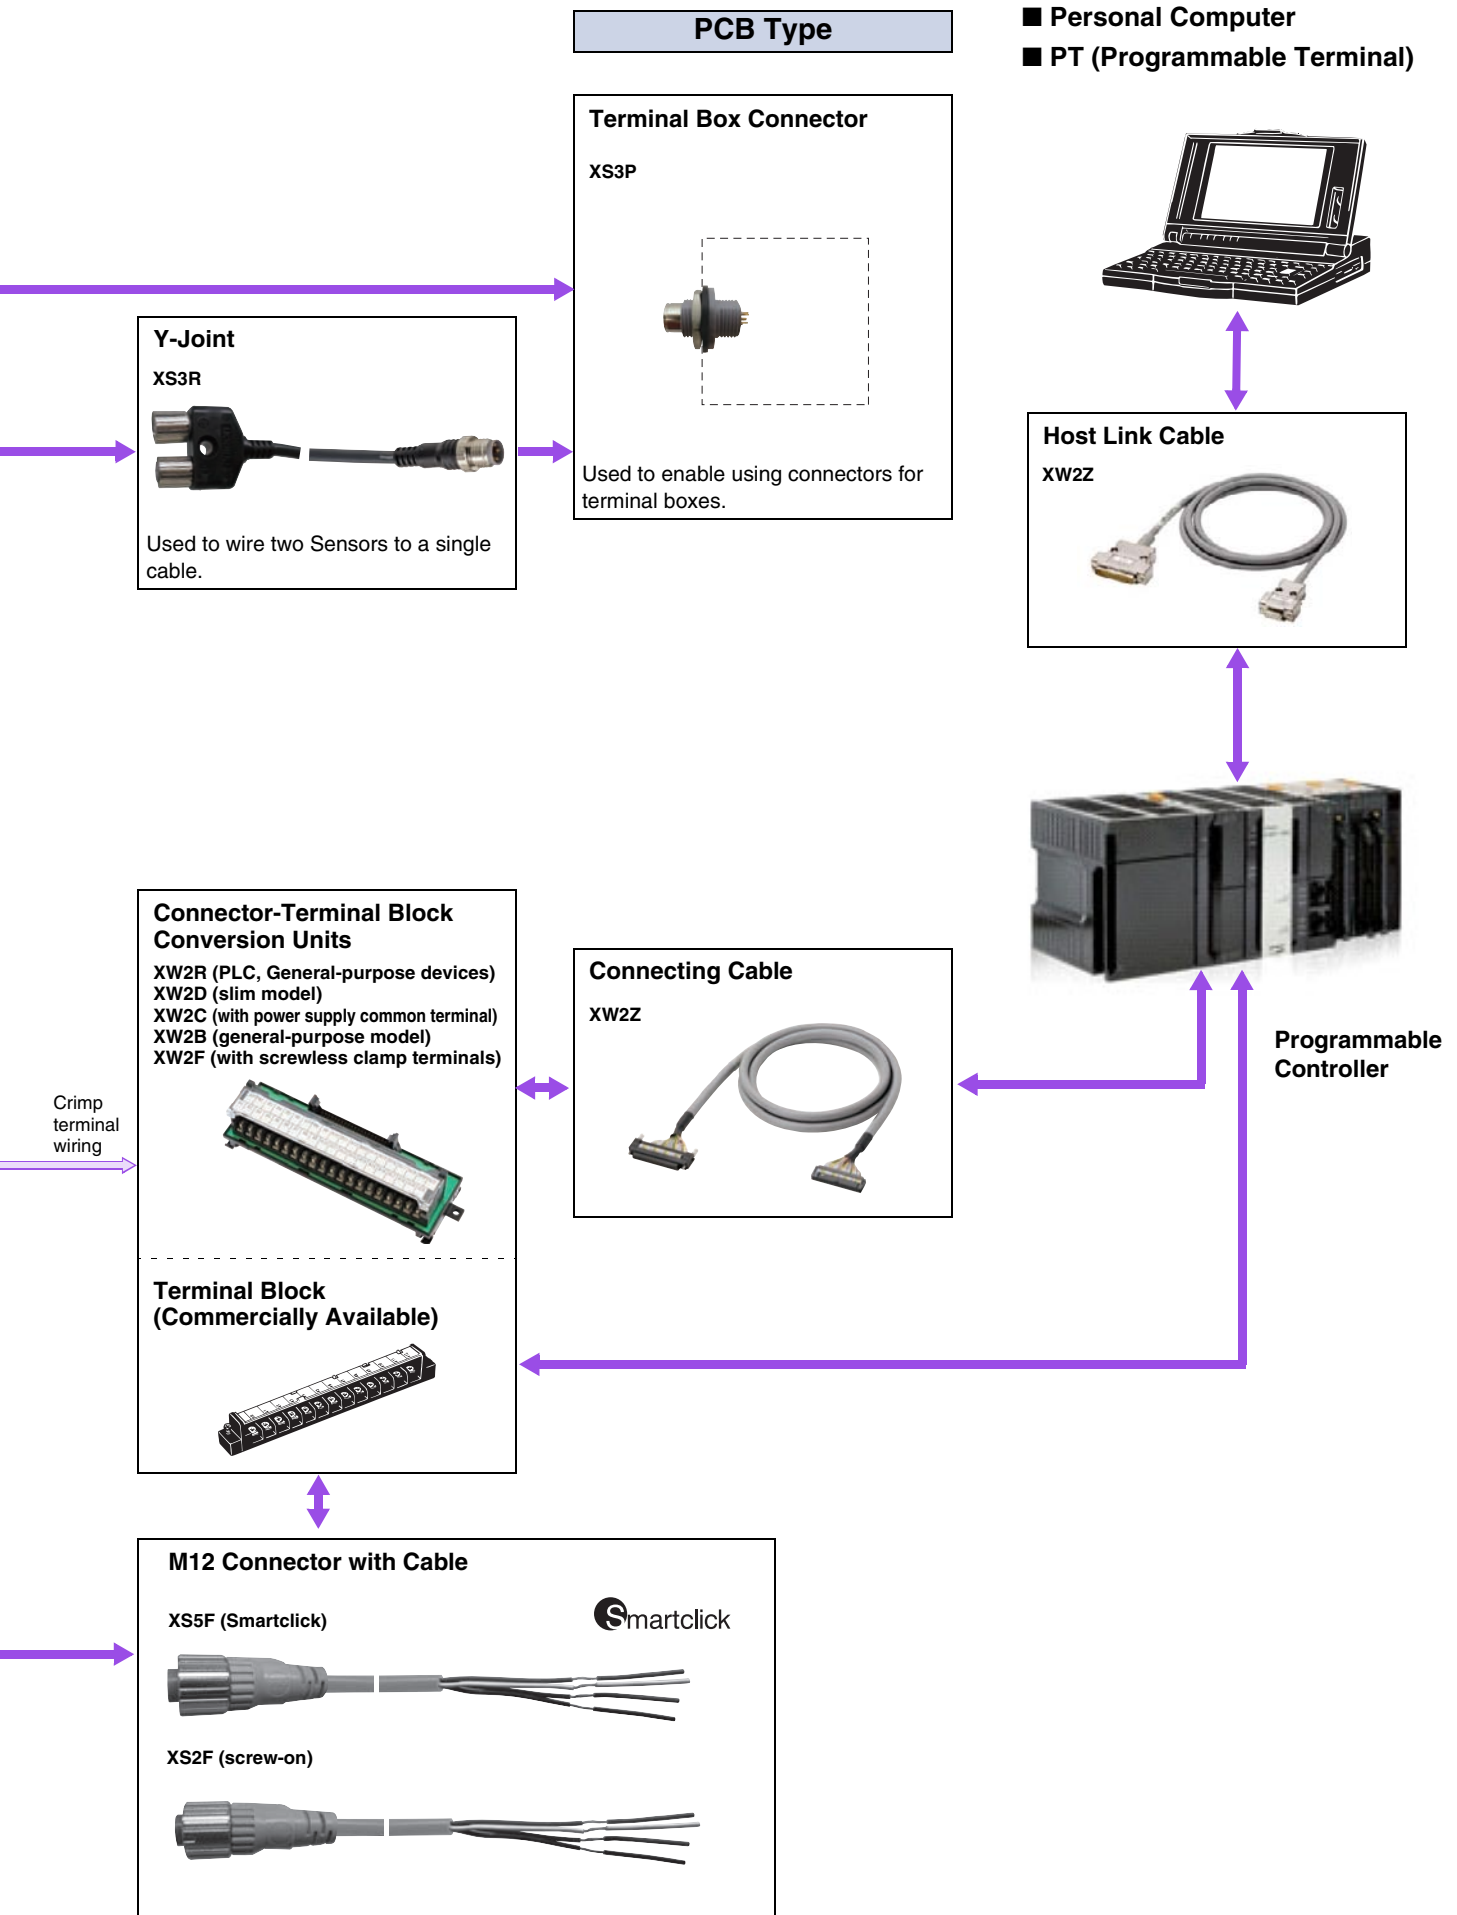 PCB Type
■ Personal Computer
■ PT (Programmable Terminal)
Terminal Box Connector
XS3P
Used to enable using connectors for
terminal boxes.
Y-Joint
XS3R
Used to wire two Sensors to a single
cable.
Host Link Cable
XW2Z
Programmable
Controller
Connector-Terminal Block
Conversion Units
XW2R (PLC, General-purpose devices)
XW2D (slim model)
XW2C (with power supply common terminal)
XW2B (general-purpose model)
XW2F (with screwless clamp terminals)
Connecting Cable
XW2Z
Crimp
terminal
wiring
Terminal Block
(Commercially Available)
M12 Connector with Cable
XS5F (Smartclick)
Smartclick
XS2F (screw-on)